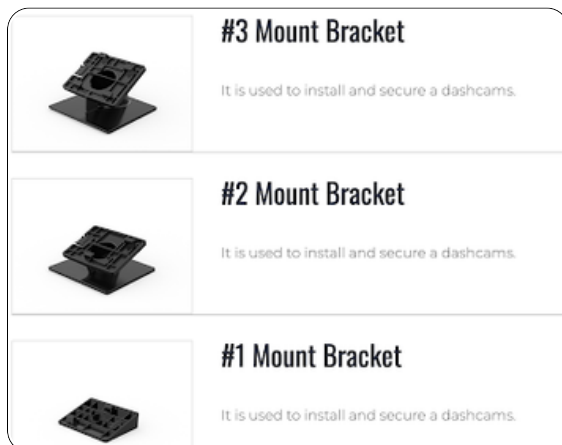 #3 Mount Bracket
It is used to install and secure a dashcams.
#2 Mount Bracket
It is used to install and secure a dashcams.
#1 Mount Bracket
It is used to install and secure a dashcams.